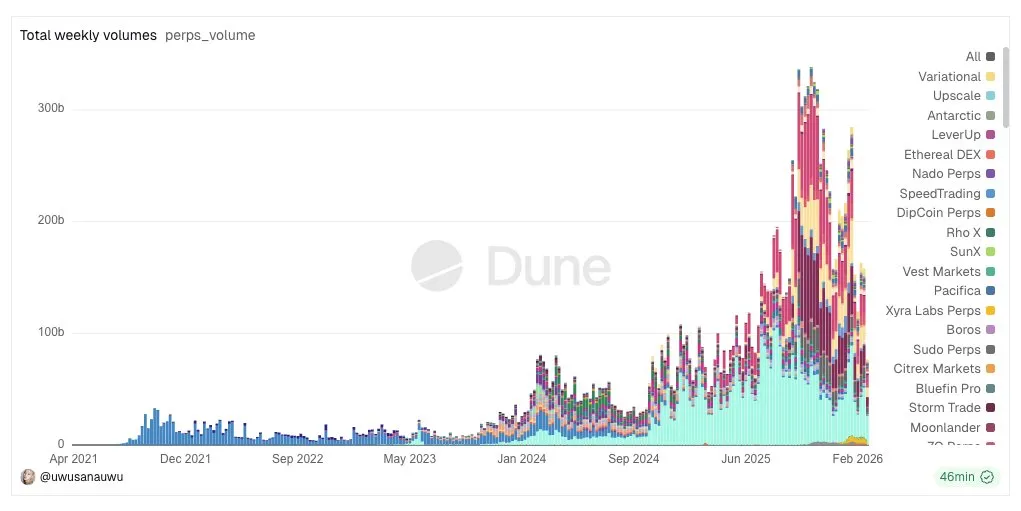 Total weekly volumes perps_volume
All
Variational
Upscale
Antarctic
LeverUp
Ethereal DEX
Nado Perps
SpeedTrading
DipCoin Perps
Rho X
SunX
Vest Markets
Pacifica
Xyra Labs Perps
Boros
Sudo Perps
Citrex Markets
Bluefin Pro
Storm Trade
Moonlander
300b
200b
100b
0
Dune
Apr 2021 Dec 2021 Sep 2022 May 2023 Jan 2024 Sep 2024 Jun 2025 Feb 2026
@uwusanauwu
46min